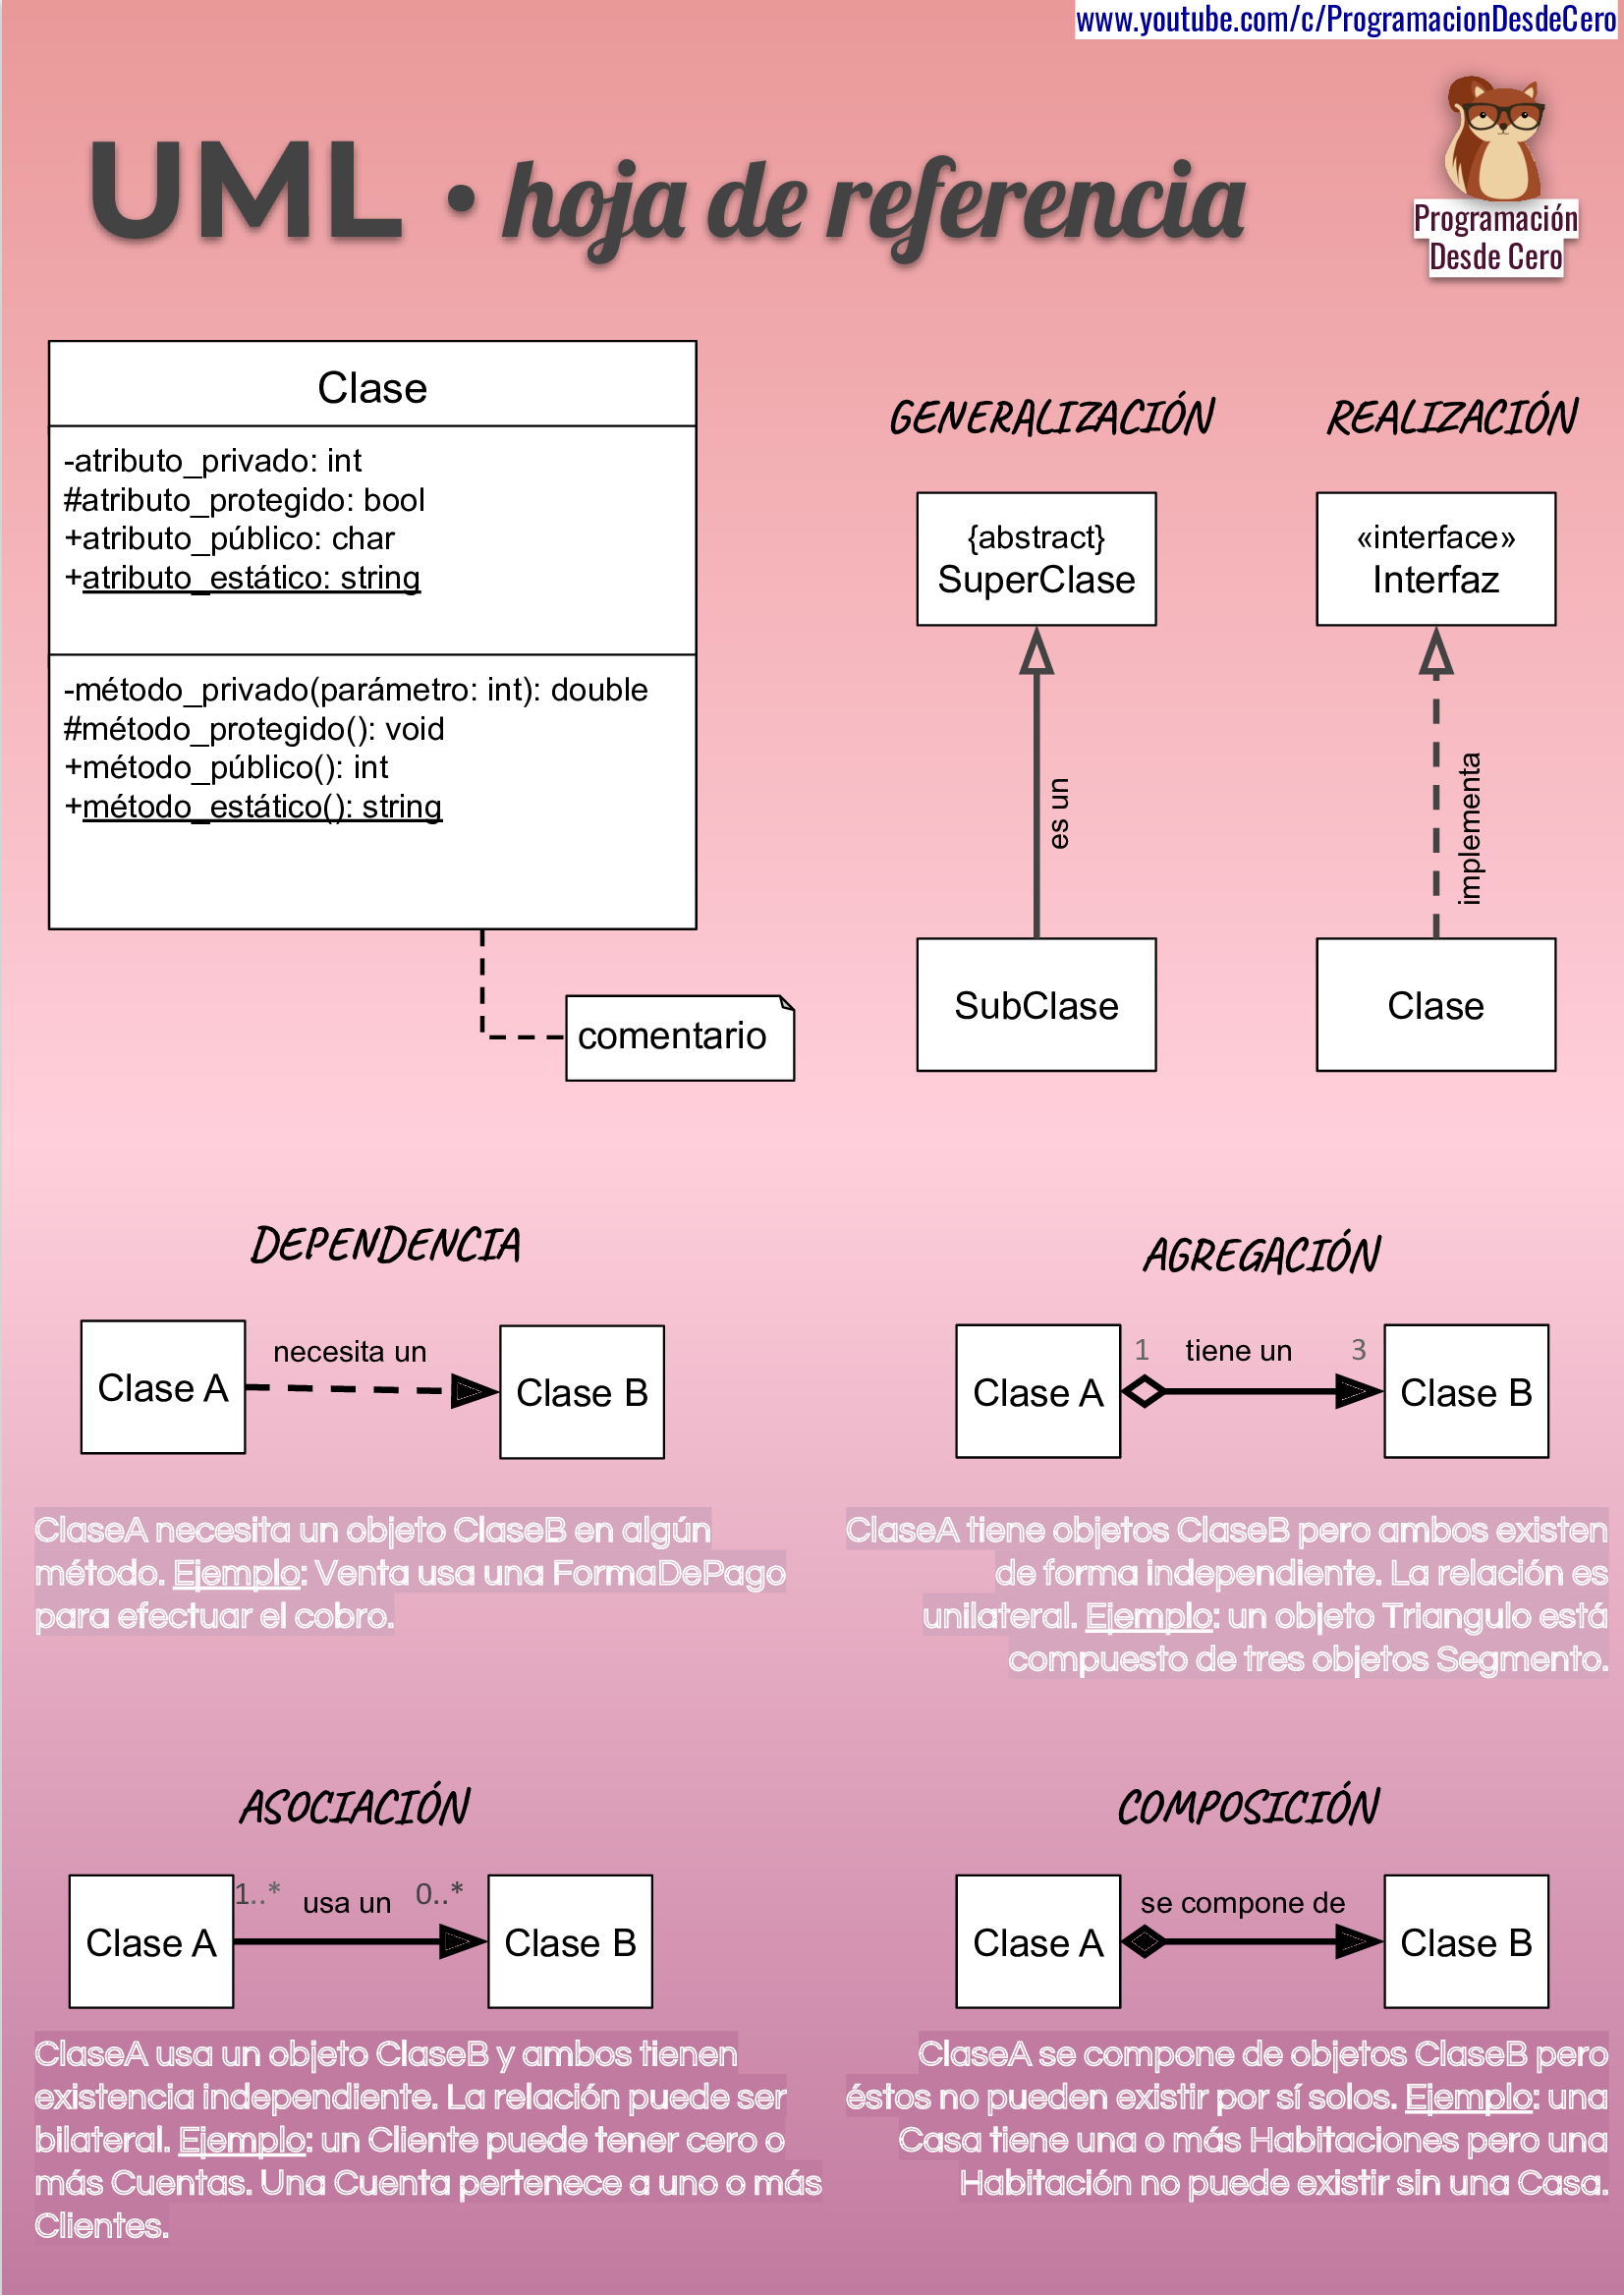 www.youtube.com/c/ProgramacionDesdeCero
UML • hoja de referencia
Programación
Desde Cero
Clase
-atributo_privado: int
#atributo_protegido: bool
+atributo_público: char
+atributo_estático: string
-método_privado(parámetro: int): double
#método_protegido(): void
+método_público(): int
+método_estático(): string
comentario
GENERALIZACIÓN
{abstract}
SuperClase
es un
SubClase
REALIZACIÓN
«interface»
Interfaz
implementa
Clase
DEPENDENCIA
Clase A
necesita un
Clase B
ClaseA necesita un objeto ClaseB en algún
método. Ejemplo: Venta usa una FormaDePago
para efectuar el cobro.
AGREGACIÓN
Clase A
1 tiene un 3
Clase B
ClaseA tiene objetos ClaseB pero ambos existen
de forma independiente. La relación es
unilateral. Ejemplo: un objeto Triangulo está
compuesto de tres objetos Segmento.
ASOCIACIÓN
Clase A
1..* usa un 0..*
Clase B
ClaseA usa un objeto ClaseB y ambos tienen
existencia independiente. La relación puede ser
bilateral. Ejemplo: un Cliente puede tener cero o
más Cuentas. Una Cuenta pertenece a uno o más
Clientes.
COMPOSICIÓN
Clase A
se compone de
Clase B
ClaseA se compone de objetos ClaseB pero
éstos no pueden existir por sí solos. Ejemplo: una
Casa tiene una o más Habitaciones pero una
Habitación no puede existir sin una Casa.